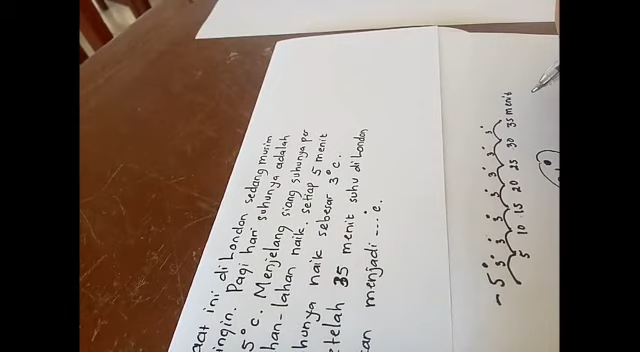 aat ini di London sedang musim
ingin. Pagi hari suhunya adalah
5°c. Menjelang siang suhunya per
han-lahan naik. setiap 5 menit
hunya naik sebesar 3°c.
etelah 35 menit suhu di London
an menjadi ... °c.
-5° 3° 3° 3° 3° 3° 3° 3°
5 10 15 20 25 30 35 menit